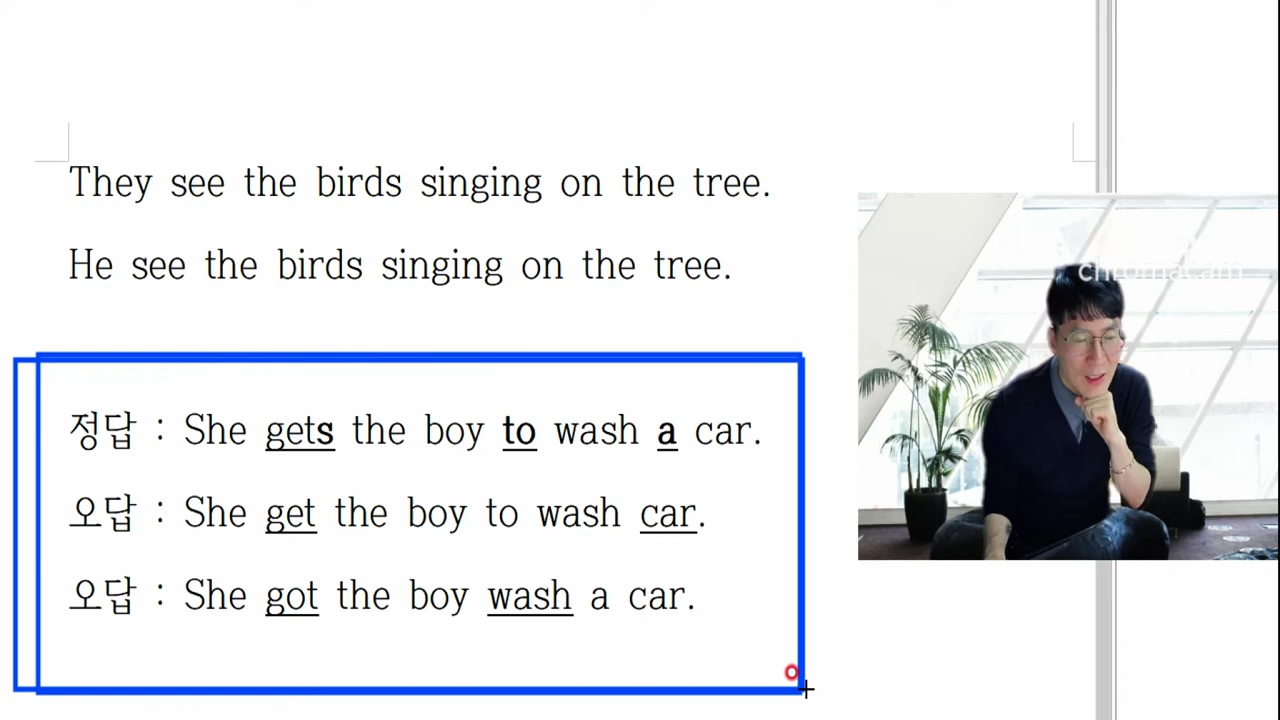 They see the birds singing on the tree.
He see the birds singing on the tree.
정답 : She gets the boy to wash a car.
오답 : She get the boy to wash car.
오답 : She got the boy wash a car.
chromacam